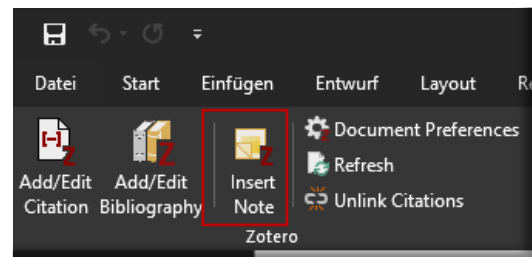 Datei Start Einfügen Entwurf Layout
Add/Edit Citation
Add/Edit Bibliography
Insert Note
Document Preferences
Refresh
Unlink Citations
Zotero